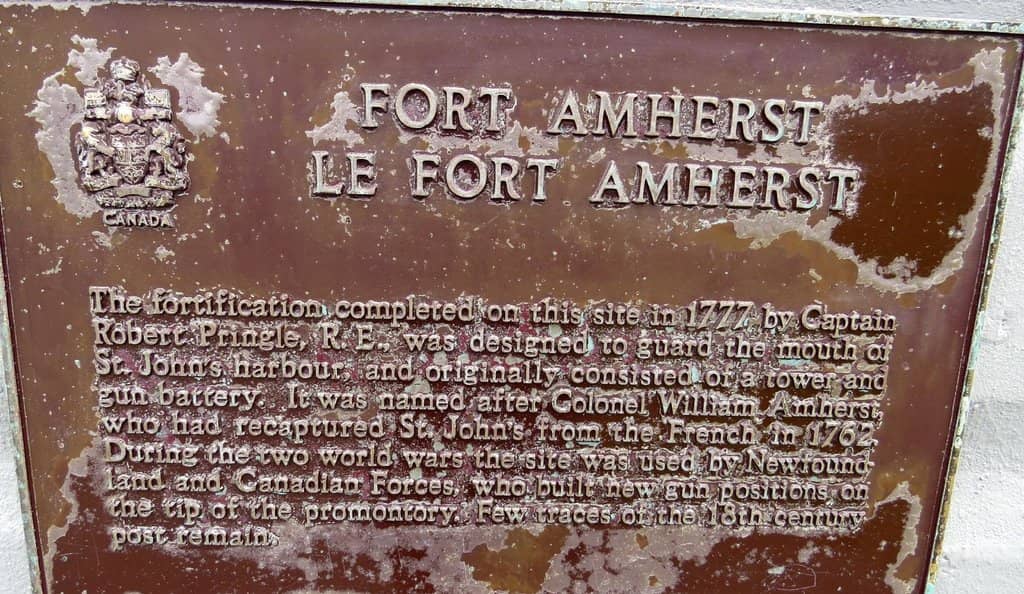 FORT AMHERST
LE FORT AMHERST
CANADA
The fortification completed on this site in 1777 by Captain
Robert Pringle, R.E., was designed to guard the mouth of
St. John's harbour, and originally consisted of a tower and
gun battery. It was named after Colonel William Amherst,
who had recaptured St. John's from the French in 1762.
During the two world wars the site was used by Newfound-
land and Canadian Forces, who built new gun positions on
the tip of the promontory. Few traces of the 18th century
post remain.